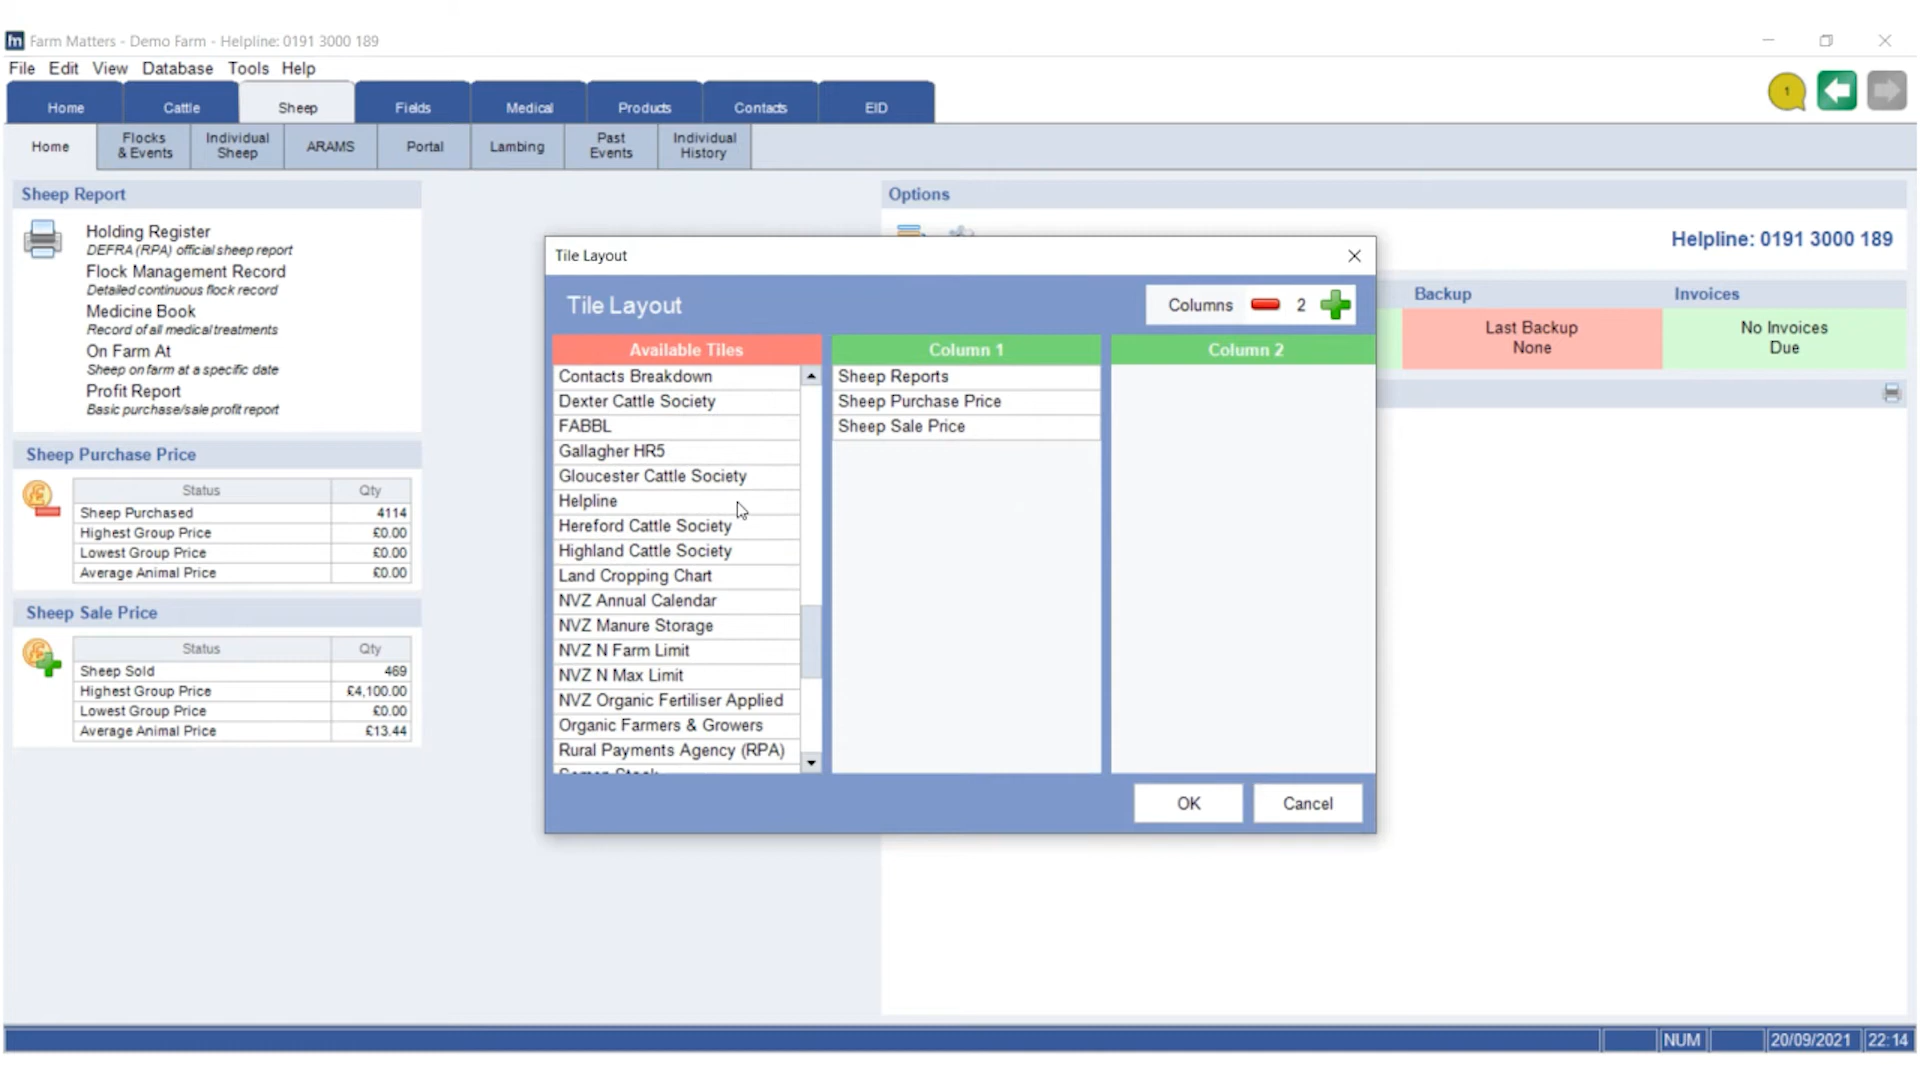 Farm Matters - Demo Farm - Helpline: 0191 3000 189
File Edit View Database Tools Help
Home Cattle Sheep Fields Medical Products Contacts EID
1
Home Flocks & Events Individual Sheep ARAMS Portal Lambing Past Events Individual History
Sheep Report
Holding Register
DEFRA (RPA) official sheep report
Flock Management Record
Detailed continuous flock record
Medicine Book
Record of all medical treatments
On Farm At
Sheep on farm at a specific date
Profit Report
Basic purchase/sale profit report
Sheep Purchase Price
Status Qty
Sheep Purchased 4114
Highest Group Price £0.00
Lowest Group Price £0.00
Average Animal Price £0.00
Sheep Sale Price
Status Qty
Sheep Sold 469
Highest Group Price £4,100.00
Lowest Group Price £0.00
Average Animal Price £13.44
Tile Layout
Tile Layout
Columns 2
Available Tiles
Contacts Breakdown
Dexter Cattle Society
FABBL
Gallagher HR5
Gloucester Cattle Society
Helpline
Hereford Cattle Society
Highland Cattle Society
Land Cropping Chart
NVZ Annual Calendar
NVZ Manure Storage
NVZ N Farm Limit
NVZ N Max Limit
NVZ Organic Fertiliser Applied
Organic Farmers & Growers
Rural Payments Agency (RPA)
Column 1
Sheep Reports
Sheep Purchase Price
Sheep Sale Price
Column 2
OK Cancel
Options
Helpline: 0191 3000 189
Backup
Last Backup
None
Invoices
No Invoices
Due
NUM 20/09/2021 22:14